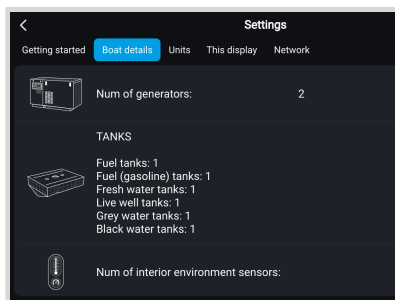 Settings
Getting started Boat details Units This display Network
Num of generators: 2
TANKS
Fuel tanks: 1
Fuel (gasoline) tanks: 1
Fresh water tanks: 1
Live well tanks: 1
Grey water tanks: 1
Black water tanks: 1
Num of interior environment sensors: